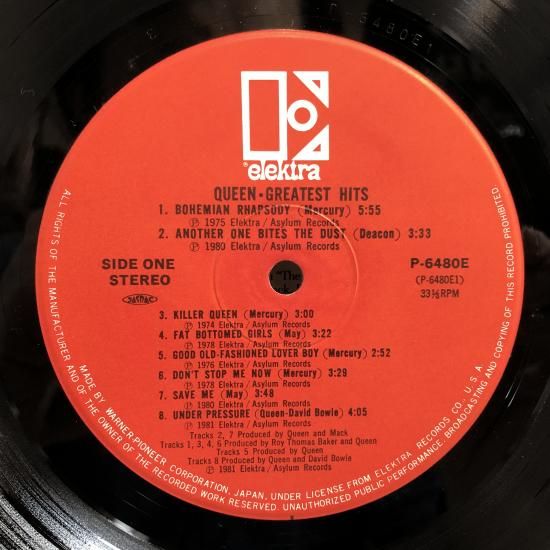 P 6480E1
elektra
QUEEN•GREATEST HITS
1. BOHEMIAN RHAPSODY (Mercury) 5:55
℗ 1975 Elektra/Asylum Records
2. ANOTHER ONE BITES THE DUST (Deacon) 3:33
℗ 1980 Elektra/Asylum Records
SIDE ONE
STEREO
JASRAC
"The
P-6480E
(P-6480E1)
33⅓RPM
3. KILLER QUEEN (Mercury) 3:00
℗ 1974 Elektra/Asylum Records
4. FAT BOTTOMED GIRLS (May) 3:22
℗ 1978 Elektra/Asylum Records
5. GOOD OLD-FASHIONED LOVER BOY (Mercury) 2:52
℗ 1976 Elektra/Asylum Records
6. DON'T STOP ME NOW (Mercury) 3:29
℗ 1978 Elektra/Asylum Records
7. SAVE ME (May) 3:48
℗ 1980 Elektra/Asylum Records
8. UNDER PRESSURE (Queen-David Bowie) 4:05
℗ 1981 Elektra/Asylum Records
Tracks 2, 7 Produced by Queen and Mack
Tracks 1, 3, 4, 6 Produced by Roy Thomas Baker and Queen
Tracks 5 Produced by Queen
Tracks 8 Produced by Queen and David Bowie
℗ 1981 Elektra/Asylum Records
MADE BY WARNER-PIONEER CORPORATION, JAPAN, UNDER LICENSE FROM ELEKTRA RECORDS CO., U.S.A.
ALL RIGHTS OF THE MANUFACTURER AND OF THE OWNER OF THE RECORDED WORK RESERVED. UNAUTHORIZED PUBLIC PERFORMANCE, BROADCASTING AND COPYING OF THIS RECORD PROHIBITED